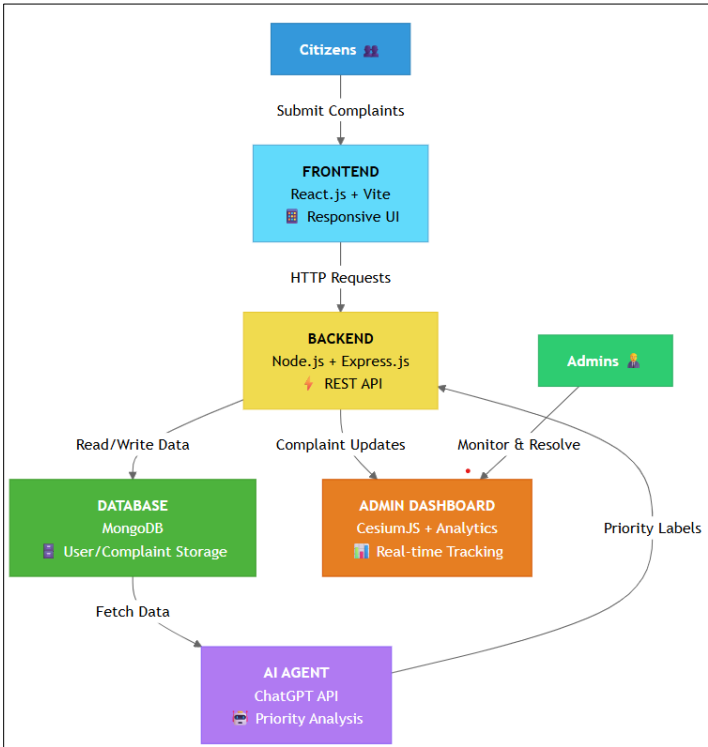 Citizens
Submit Complaints
FRONTEND
React.js + Vite
Responsive UI
HTTP Requests
BACKEND
Node.js + Express.js
REST API
Admins
Read/Write Data
Complaint Updates
Monitor & Resolve
DATABASE
MongoDB
User/Complaint Storage
ADMIN DASHBOARD
CesiumJS + Analytics
Real-time Tracking
Priority Labels
Fetch Data
AI AGENT
ChatGPT API
Priority Analysis